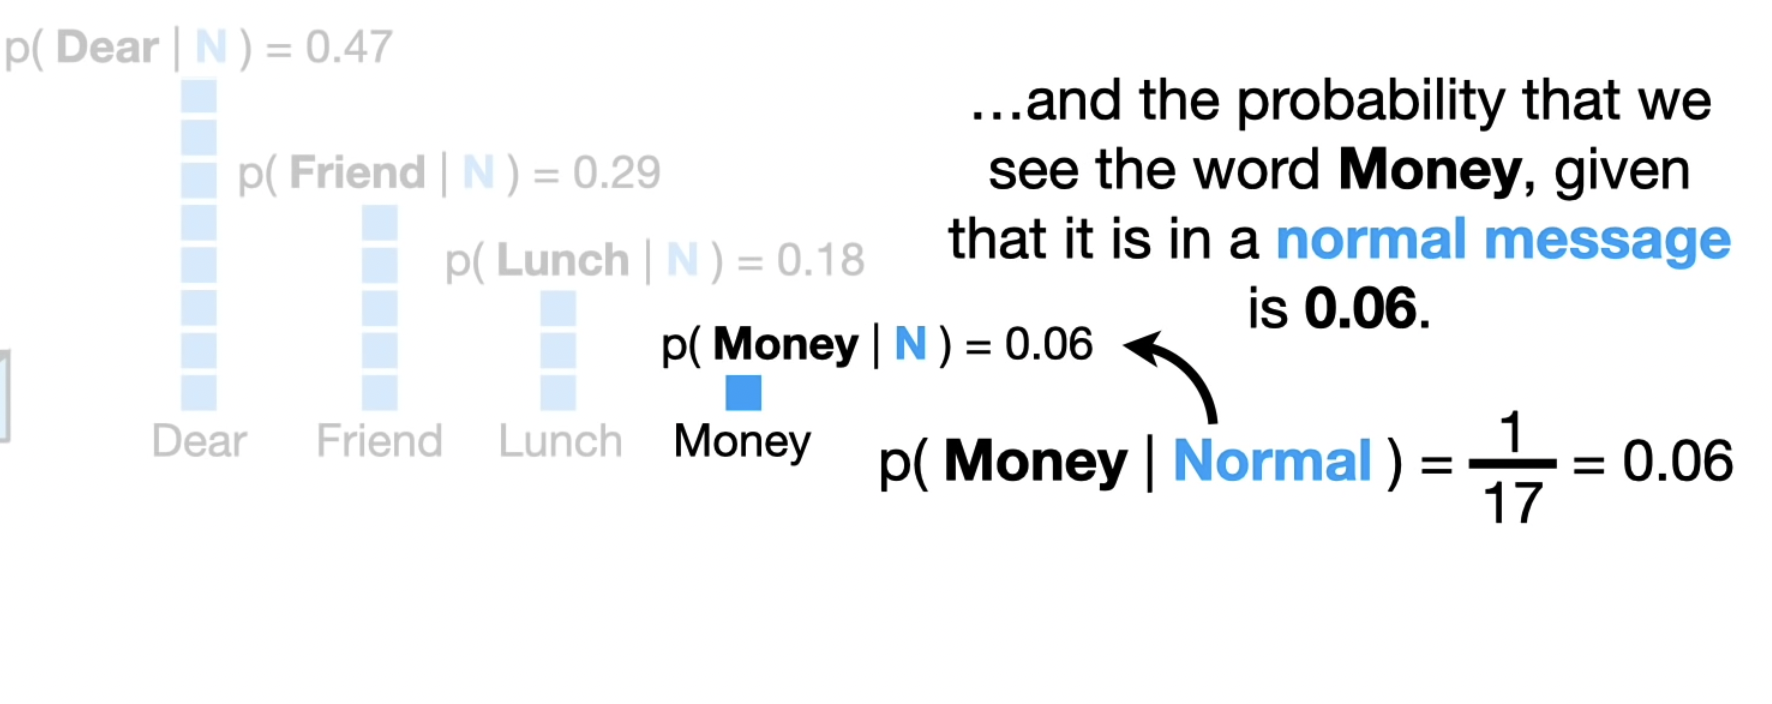 p( Dear | N ) = 0.47
…and the probability that we
see the word Money, given
that it is in a normal message
is 0.06.
p( Friend | N ) = 0.29
p( Lunch | N ) = 0.18
p( Money | N ) = 0.06
Dear Friend Lunch Money
p( Money | Normal ) = 1/17 = 0.06